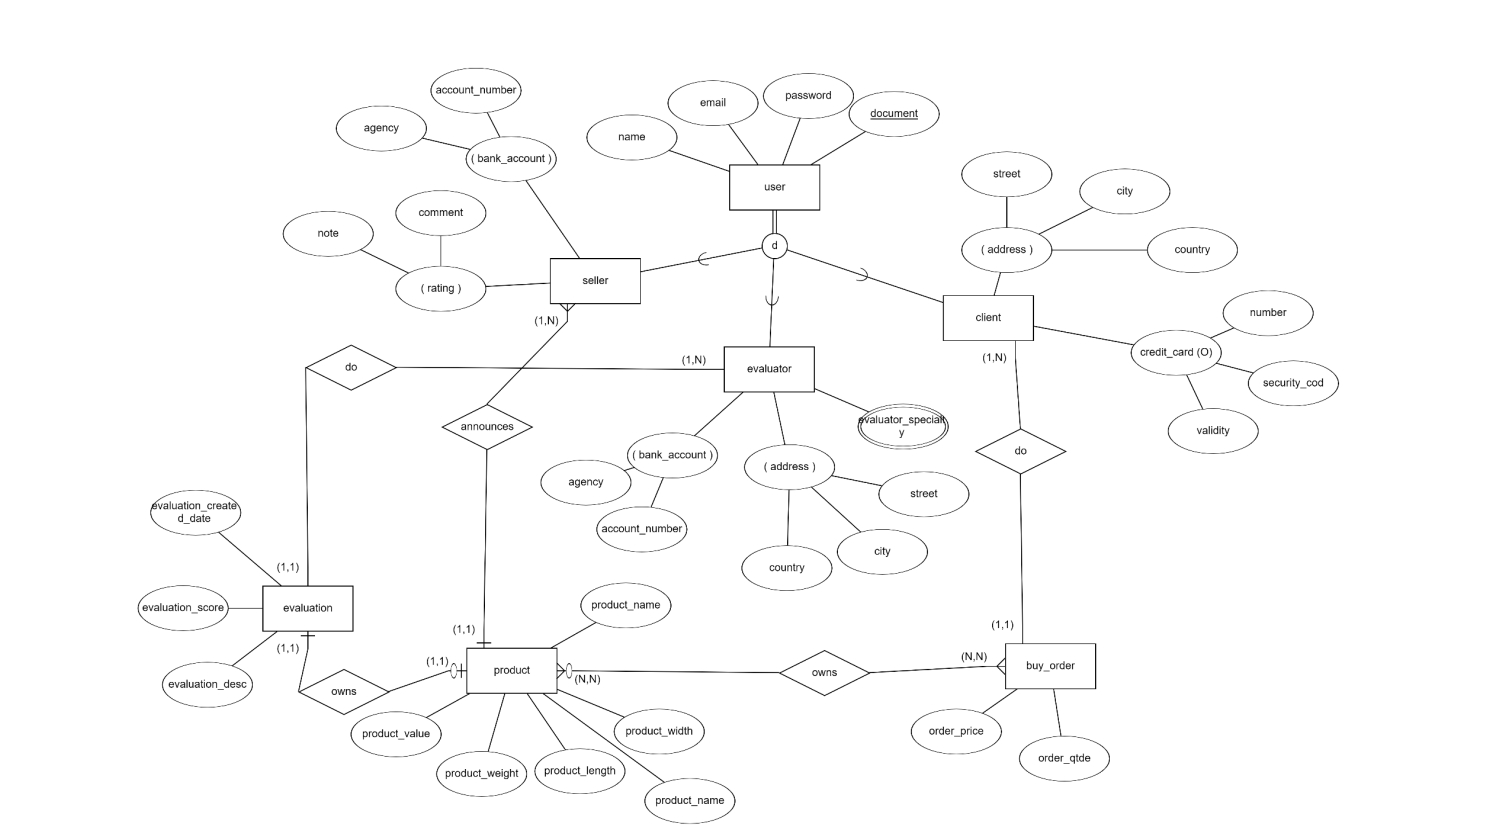 account_number
email
password
document
agency
name
( bank_account )
street
user
city
comment
note
d
( address )
country
seller
( rating )
number
client
(1,N)
credit_card (O)
(1,N)
(1,N)
do
evaluator
security_cod
announces
evaluator_specialt
y
validity
do
( bank_account )
( address )
agency
street
evaluation_create
d_date
account_number
city
country
(1,1)
evaluation_score
evaluation
product_name
(1,1)
(1,1)
(1,1)
(1,1)
(N,N)
buy_order
product
owns
(N,N)
evaluation_desc
owns
product_value
product_width
order_price
order_qtde
product_weight
product_length
product_name